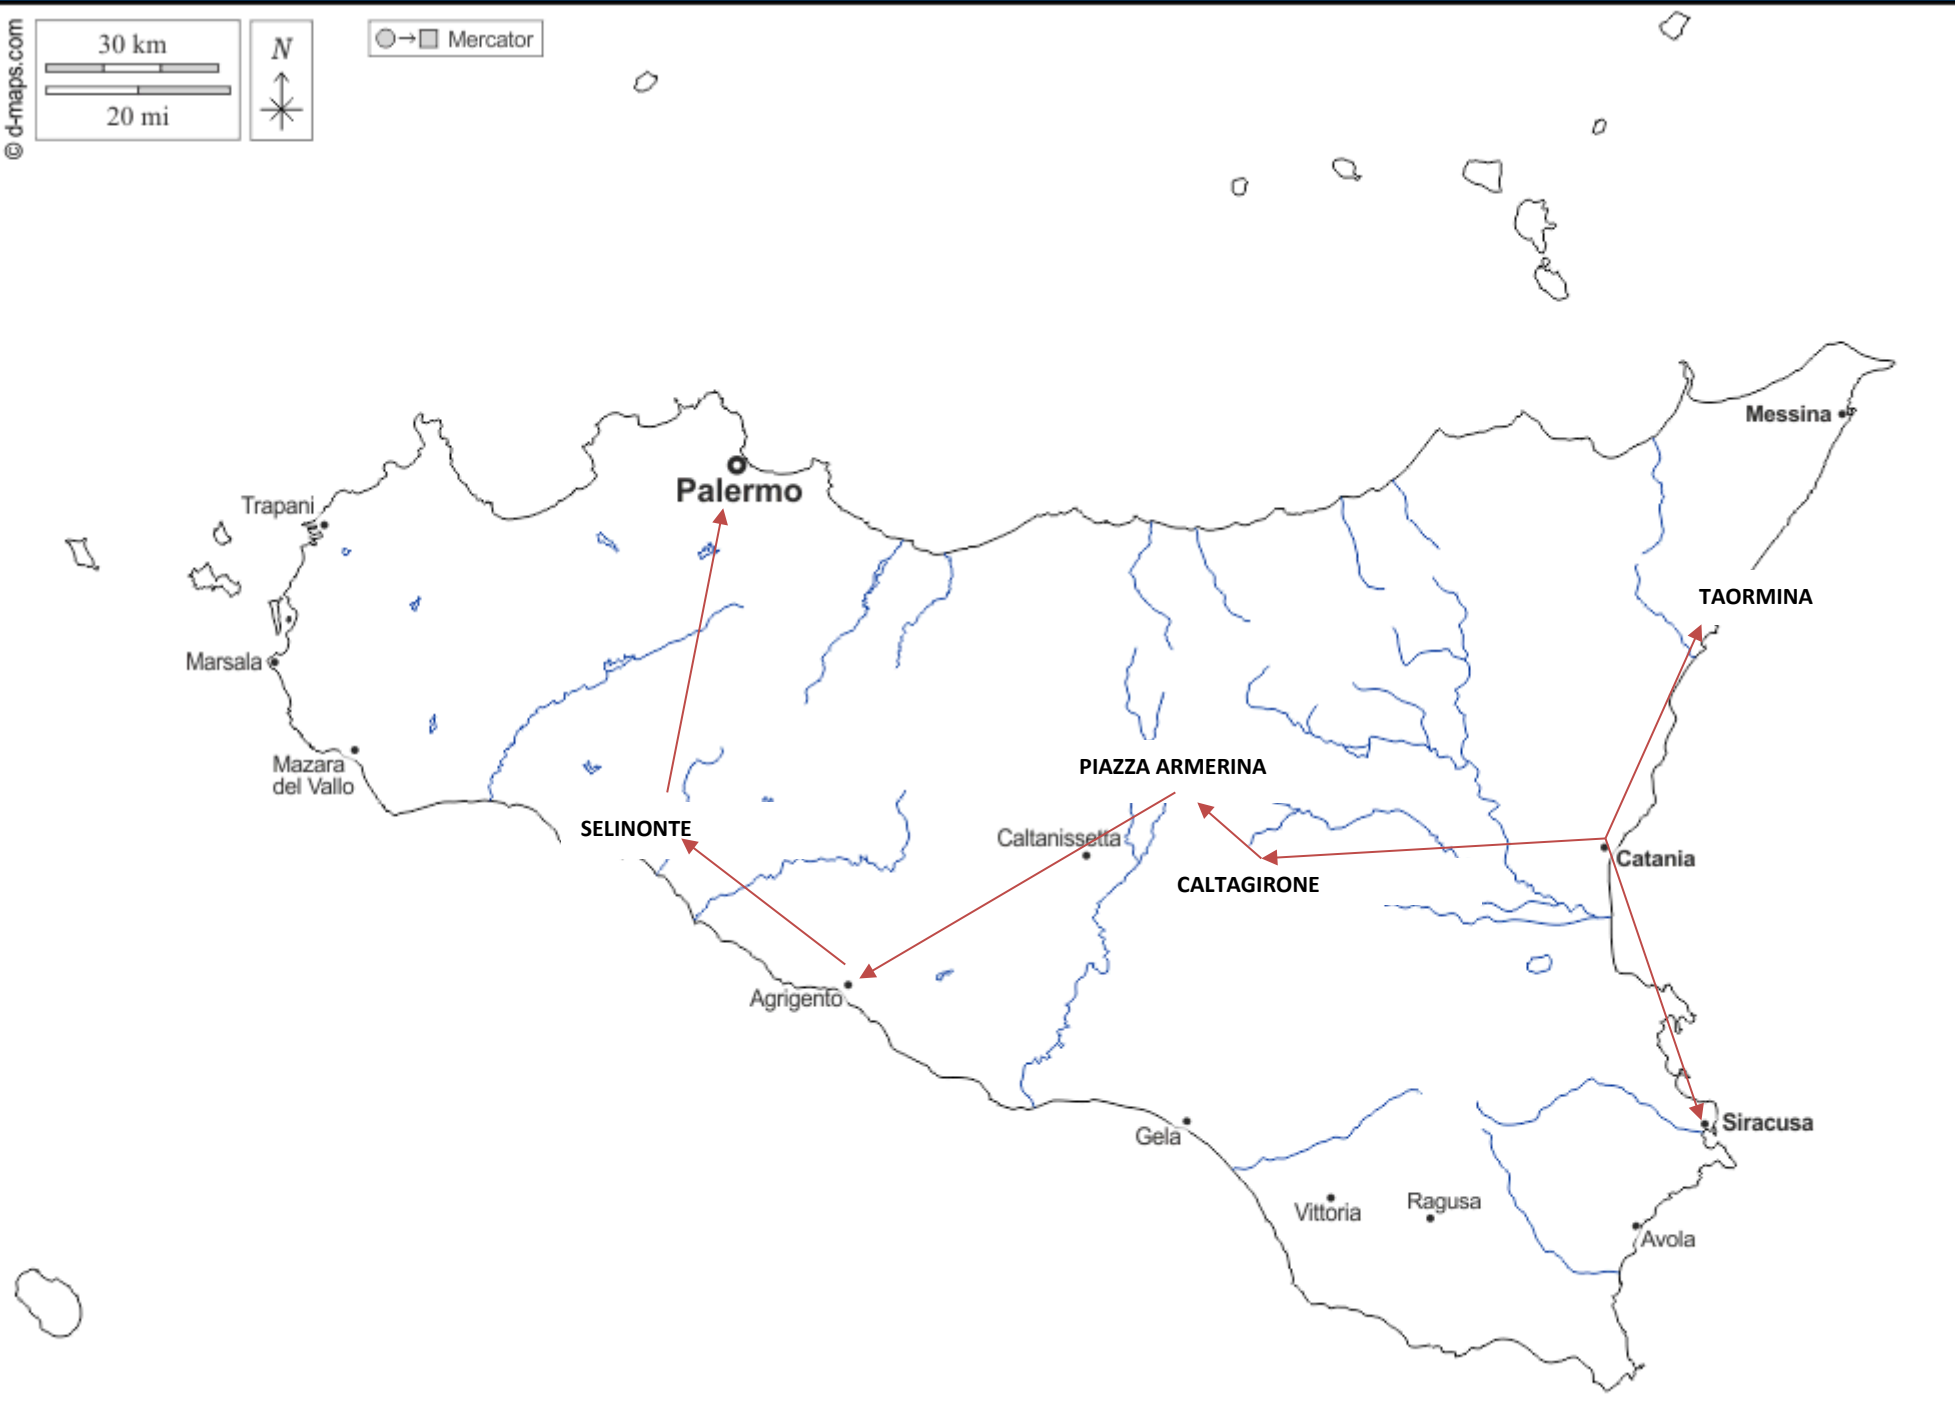 © d-maps.com
30 km
20 mi
N
Mercator
Messina
Palermo
Trapani
TAORMINA
Marsala
Mazara
del Vallo
PIAZZA ARMERINA
SELINONTE
Caltanissetta
Catania
CALTAGIRONE
Agrigento
Siracusa
Gela
Vittoria
Ragusa
Avola